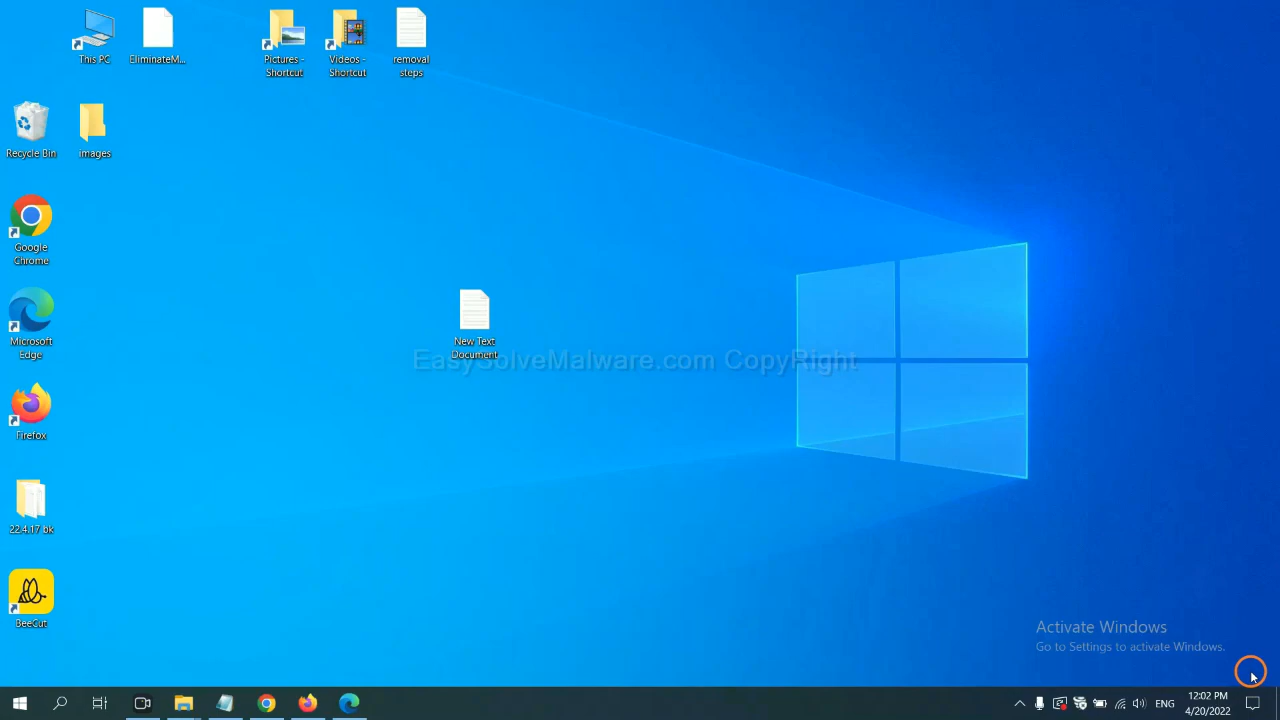 This PC
EliminateM...
Pictures -
Shortcut
Videos -
Shortcut
removal
steps
Recycle Bin
images
Google
Chrome
Microsoft
Edge
New Text
Document
EasySolveMalware.com CopyRight
Firefox
22.4.17 bk
BeeCut
Activate Windows
Go to Settings to activate Windows.
ENG
12:02 PM
4/20/2022